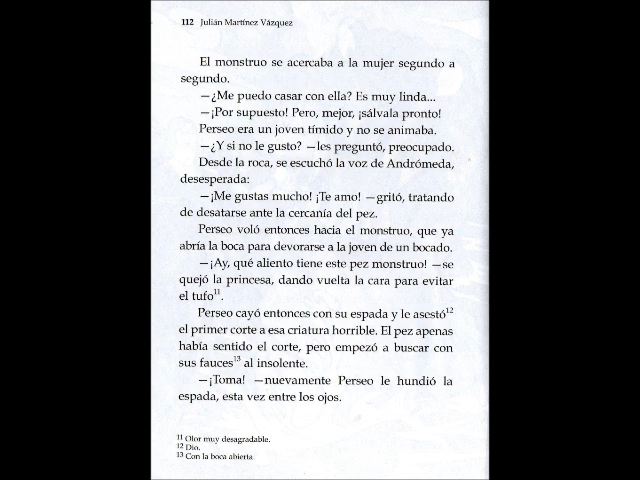 112 Julián Martínez Vázquez
El monstruo se acercaba a la mujer segundo a
segundo.
—¿Me puedo casar con ella? Es muy linda...
—¡Por supuesto! Pero, mejor, ¡sálvala pronto!
Perseo era un joven tímido y no se animaba.
—¿Y si no le gusto? —les preguntó, preocupado.
Desde la roca, se escuchó la voz de Andrómeda,
desesperada:
—¡Me gustas mucho! ¡Te amo! —gritó, tratando
de desatarse ante la cercanía del pez.
Perseo voló entonces hacia el monstruo, que ya
abría la boca para devorarse a la joven de un bocado.
—¡Ay, qué aliento tiene este pez monstruo! —se
quejó la princesa, dando vuelta la cara para evitar
el tufo11.
Perseo cayó entonces con su espada y le asestó12
el primer corte a esa criatura horrible. El pez apenas
había sentido el corte, pero empezó a buscar con
sus fauces13 al insolente.
—¡Toma! —nuevamente Perseo le hundió la
espada, esta vez entre los ojos.
11 Olor muy desagradable.
12 Dio.
13 Con la boca abierta.